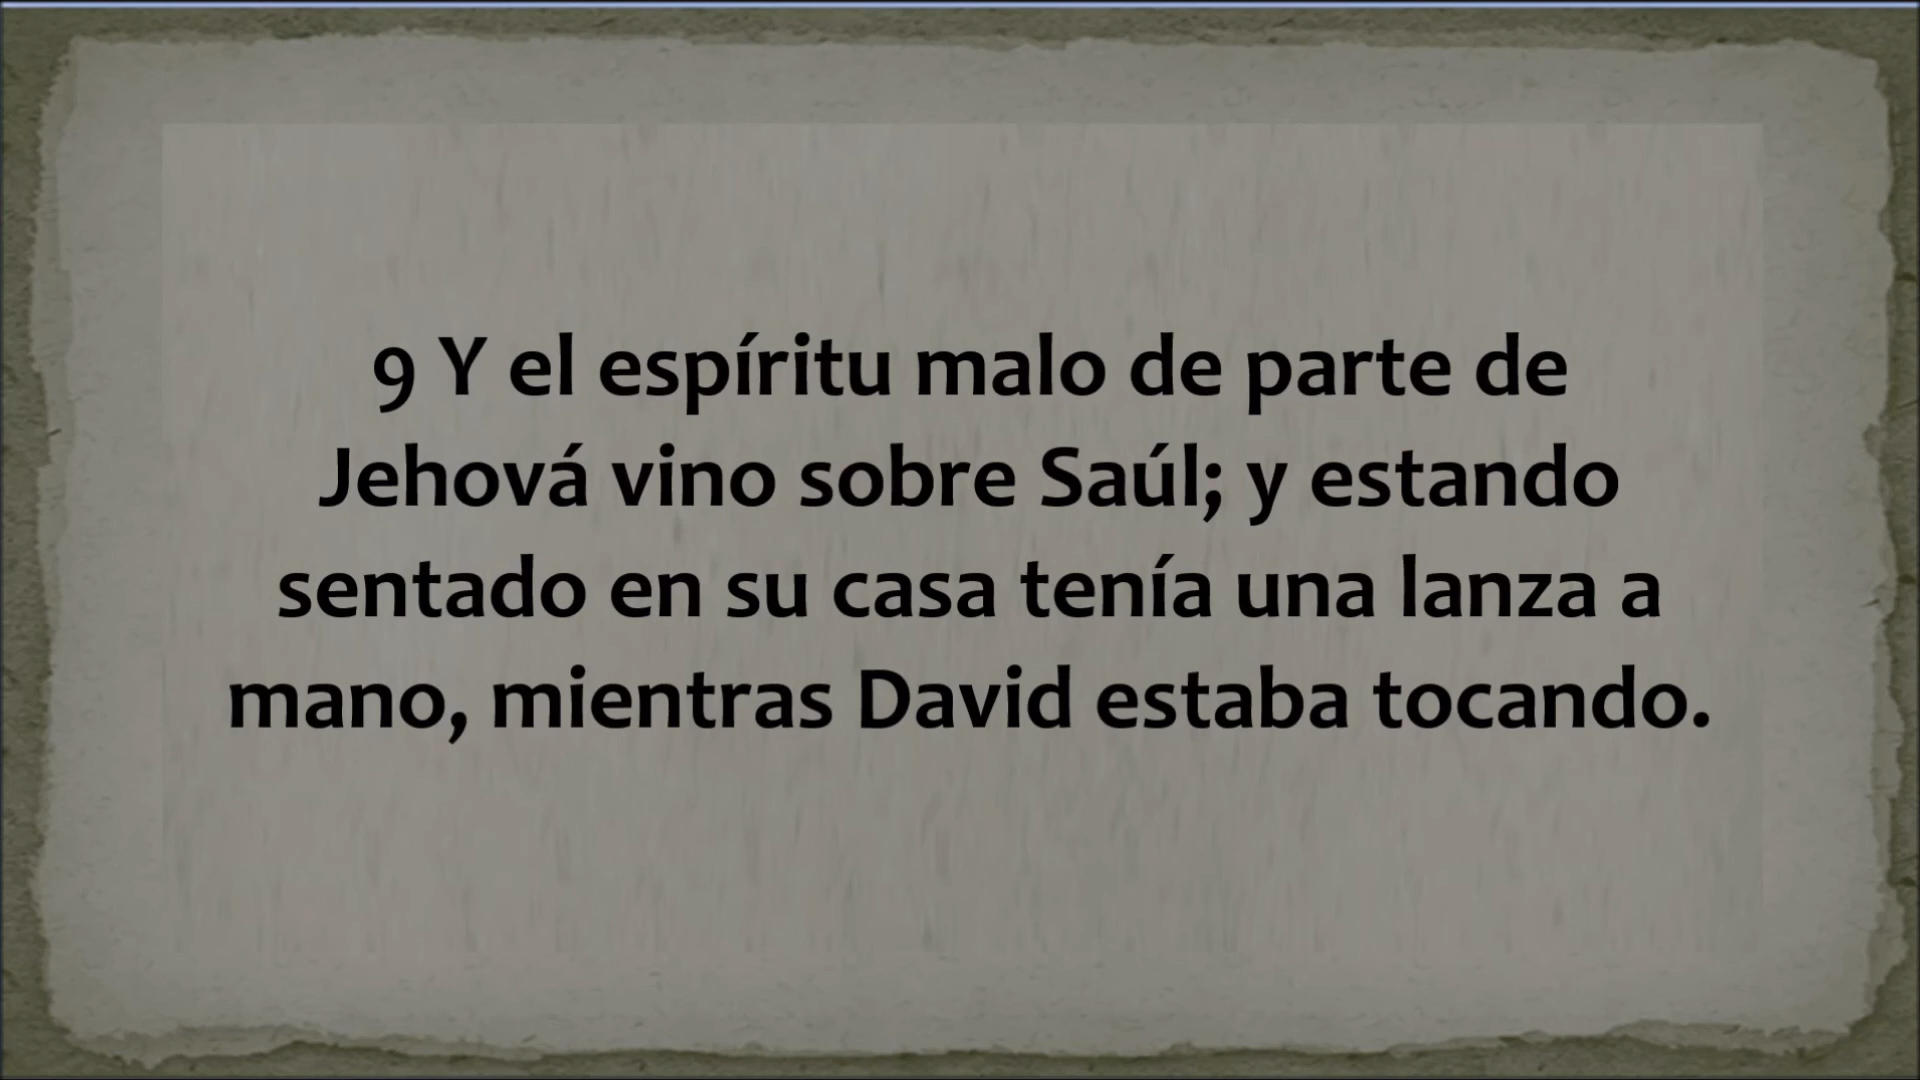 9 Y el espíritu malo de parte de
Jehová vino sobre Saúl; y estando
sentado en su casa tenía una lanza a
mano, mientras David estaba tocando.